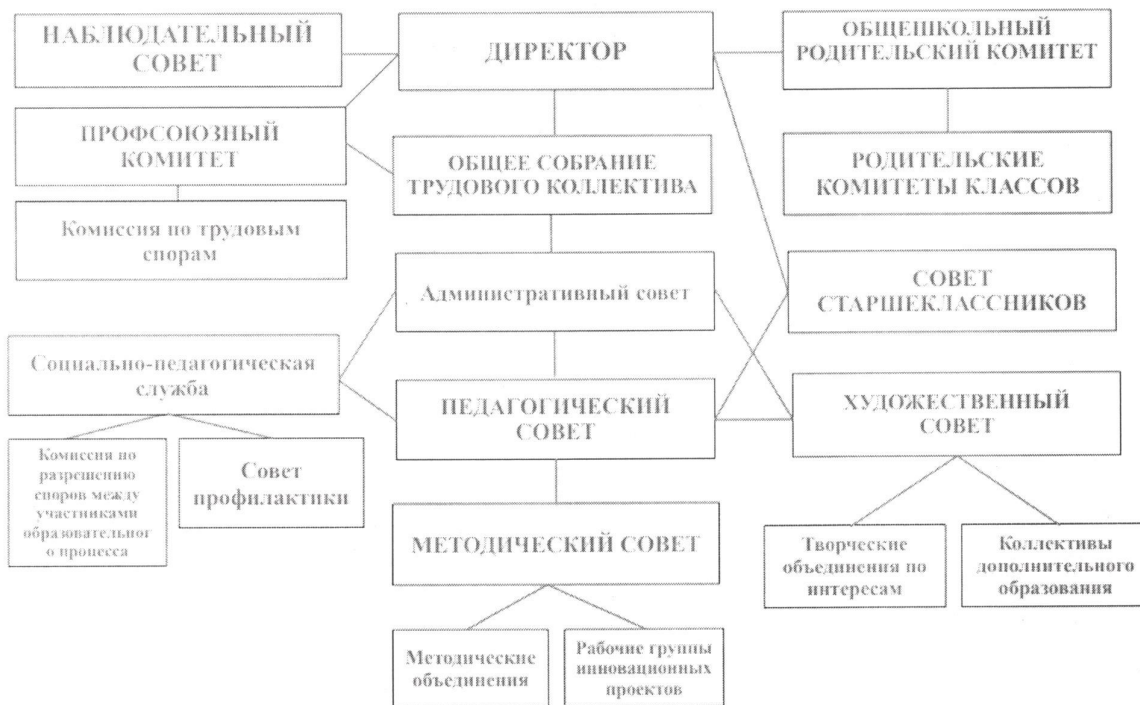 НАБЛЮДАТЕЛЬНЫЙ
СОВЕТ
ДИРЕКТОР
ОБЩЕШКОЛЬНЫЙ
РОДИТЕЛЬСКИЙ КОМИТЕТ
ПРОФСОЮЗНЫЙ
КОМИТЕТ
ОБЩЕЕ СОБРАНИЕ
ТРУДОВОГО КОЛЛЕКТИВА
РОДИТЕЛЬСКИЕ
КОМИТЕТЫ КЛАССОВ
Комиссия по трудовым
спорам
Административный совет
СОВЕТ
СТАРШЕКЛАССНИКОВ
Социально-педагогическая
служба
ПЕДАГОГИЧЕСКИЙ
СОВЕТ
ХУДОЖЕСТВЕННЫЙ
СОВЕТ
Комиссия по
разрешению
споров между
участниками
образовательног
о процесса
Совет
профилактики
МЕТОДИЧЕСКИЙ СОВЕТ
Творческие
объединения по
интересам
Коллективы
дополнительного
образования
Методические
объединения
Рабочие группы
инновационных
проектов